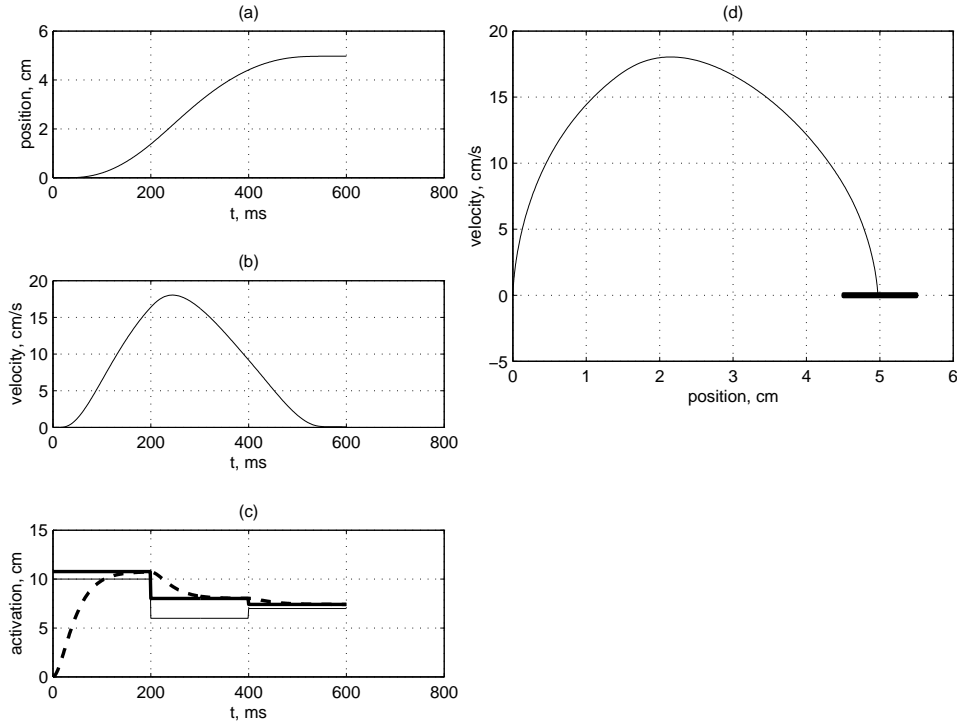 (a)
6
4
2
0
position, cm
0 200 400 600 800
t, ms
(b)
20
15
10
5
0
velocity, cm/s
0 200 400 600 800
t, ms
(c)
15
10
5
0
activation, cm
0 200 400 600 800
t, ms
(d)
20
15
10
5
0
−5
velocity, cm/s
0 1 2 3 4 5 6
position, cm